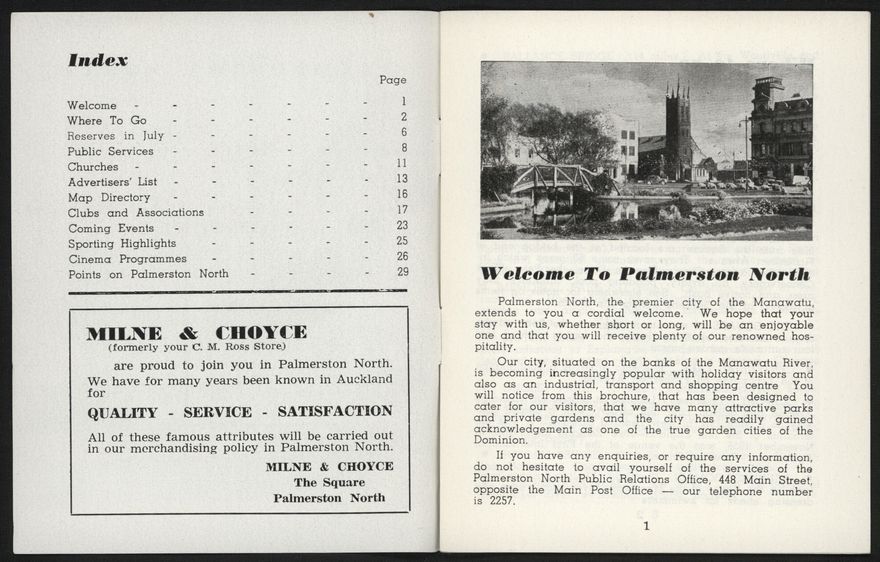 Index
Page
Welcome - - - - - - - 1
Where To Go - - - - - - 2
Reserves in July - - - - - - 6
Public Services - - - - - - 8
Churches - - - - - - - 11
Advertisers' List - - - - - - 13
Map Directory - - - - - - 16
Clubs and Associations - - - - - 17
Coming Events - - - - - - 23
Sporting Highlights - - - - - 25
Cinema Programmes - - - - - 26
Points on Palmerston North - - - - 29
MILNE & CHOYCE
(formerly your C. M. Ross Store)
are proud to join you in Palmerston North.
We have for many years been known in Auckland
for
QUALITY - SERVICE - SATISFACTION
All of these famous attributes will be carried out
in our merchandising policy in Palmerston North.
MILNE & CHOYCE
The Square
Palmerston North
Welcome To Palmerston North
Palmerston North, the premier city of the Manawatu,
extends to you a cordial welcome. We hope that your
stay with us, whether short or long, will be an enjoyable
one and that you will receive plenty of our renowned hos-
pitality.
Our city, situated on the banks of the Manawatu River,
is becoming increasingly popular with holiday visitors and
also as an industrial, transport and shopping centre You
will notice from this brochure, that has been designed to
cater for our visitors, that we have many attractive parks
and private gardens and the city has readily gained
acknowledgement as one of the true garden cities of the
Dominion.
If you have any enquiries, or require any information,
do not hesitate to avail yourself of the services of the
Palmerston North Public Relations Office, 448 Main Street,
opposite the Main Post Office — our telephone number
is 2257.
1